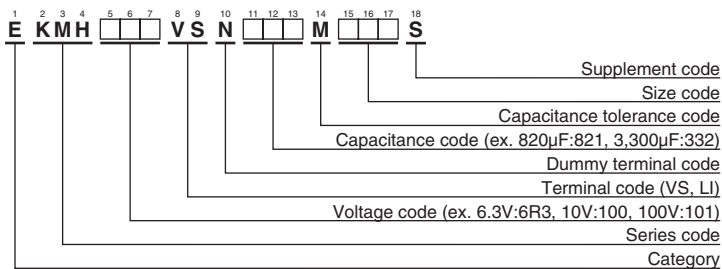 1 2 3 4 5 6 7 8 9 10 11 12 13 14 15 16 17 18
E KMH □□□ VS N □□□ M □□□ S
Supplement code
Size code
Capacitance tolerance code
Capacitance code (ex. 820µF:821, 3,300µF:332)
Dummy terminal code
Terminal code (VS, LI)
Voltage code (ex. 6.3V:6R3, 10V:100, 100V:101)
Series code
Category